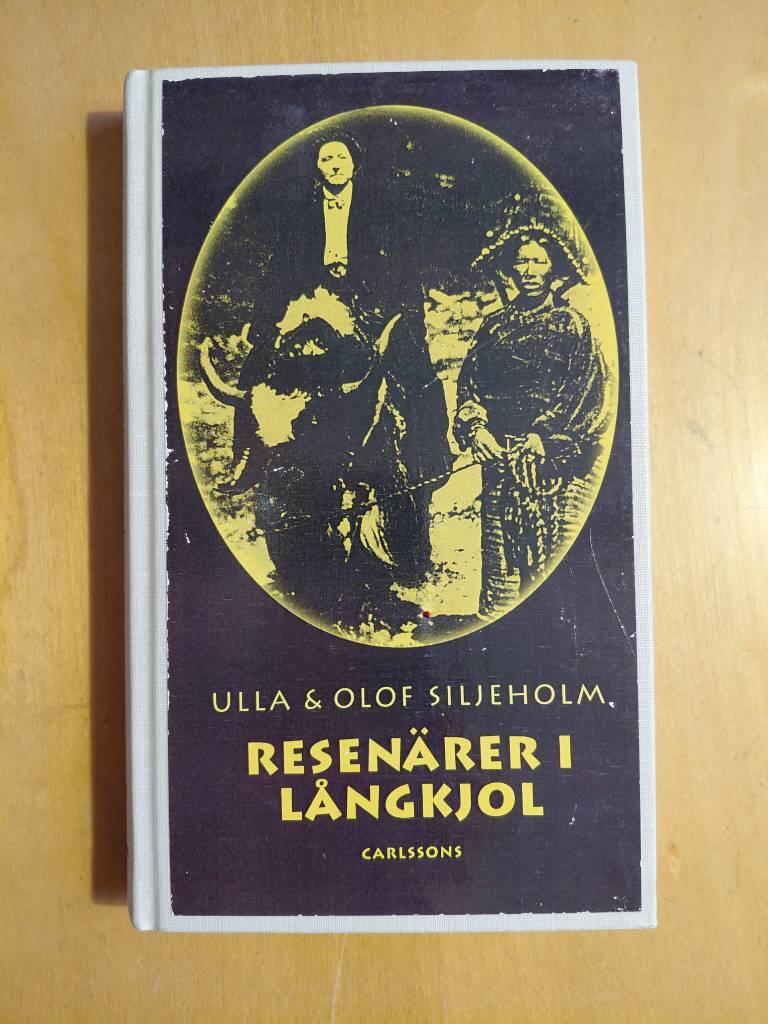 ULLA & OLOF SILJEHOLM
RESENÄRER I
LÅNGKJOL
CARLSSONS